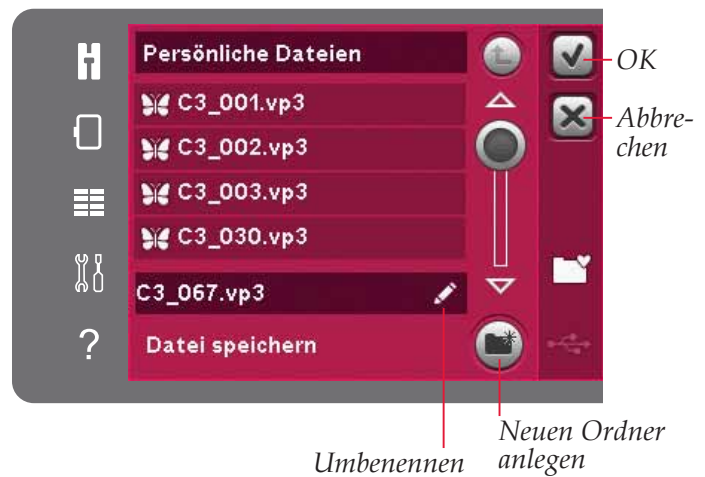 Persönliche Dateien
C3_001.vp3
C3_002.vp3
C3_003.vp3
C3_030.vp3
C3_067.vp3
Datei speichern
?
OK
Abbre-
chen
Umbenennen
Neuen Ordner
anlegen